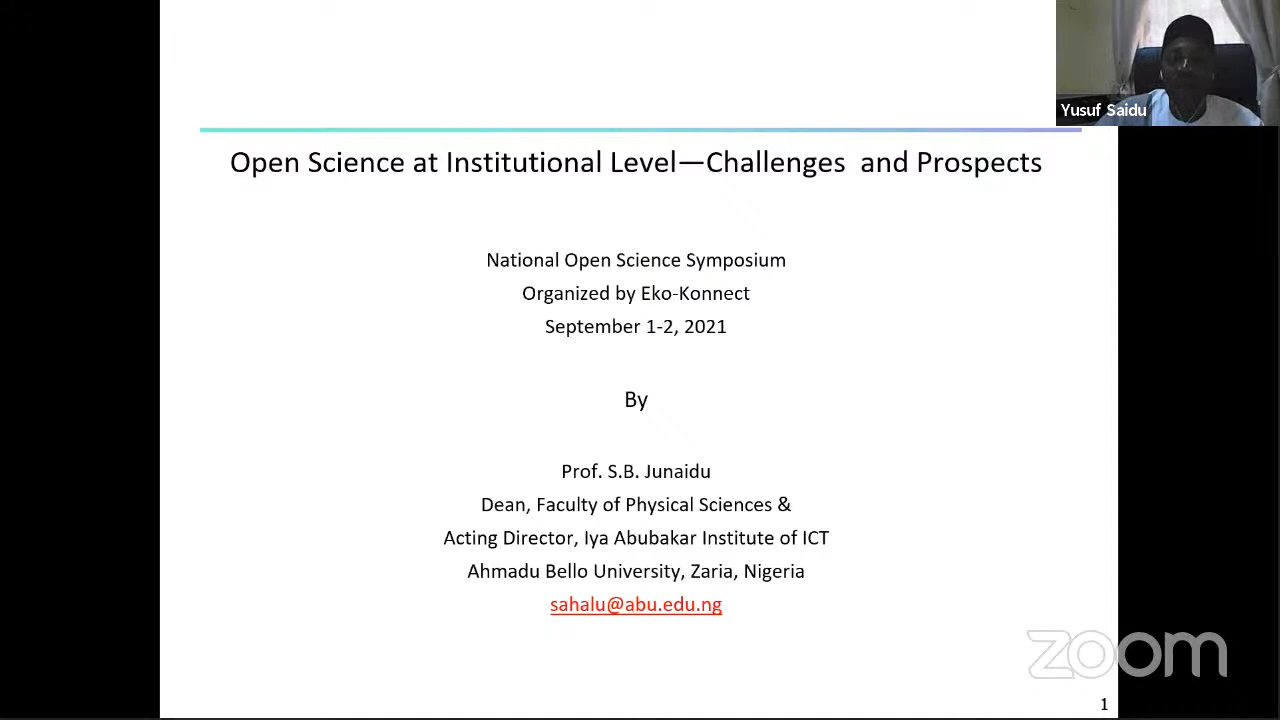 Yusuf Saidu
Open Science at Institutional Level—Challenges  and Prospects
National Open Science Symposium
Organized by Eko-Konnect
September 1-2, 2021
By
Prof. S.B. Junaidu
Dean, Faculty of Physical Sciences &
Acting Director, Iya Abubakar Institute of ICT
Ahmadu Bello University, Zaria, Nigeria
sahalu@abu.edu.ng
zoom
1